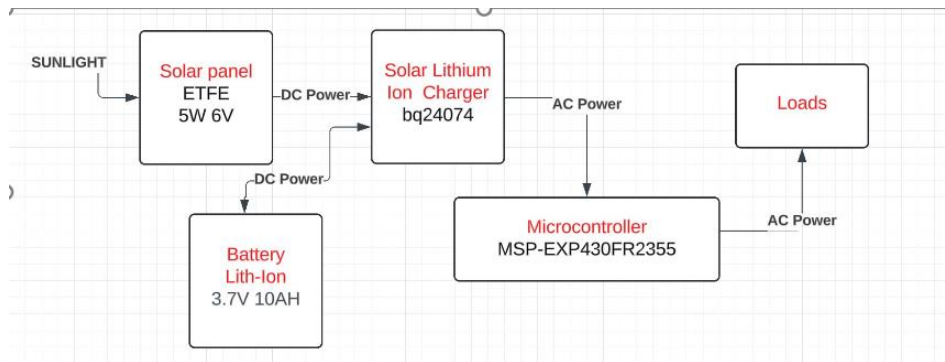 SUNLIGHT
Solar panel
ETFE
5W 6V
DC Power
Solar Lithium
Ion Charger
bq24074
AC Power
Loads
DC Power
Battery
Lith-Ion
3.7V 10AH
Microcontroller
MSP-EXP430FR2355
AC Power